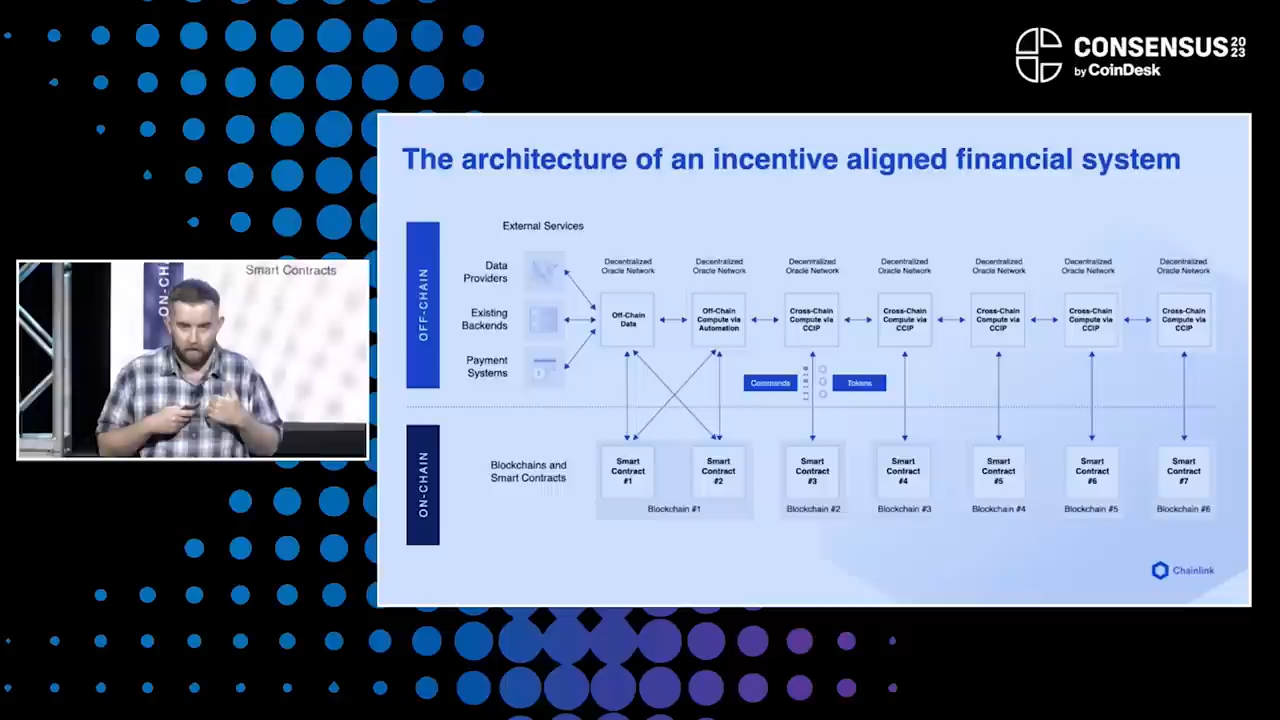 CONSENSUS 20 23
by CoinDesk
The architecture of an incentive aligned financial system
OFF-CHAIN
External Services
Data
Providers
Existing
Backends
Payment
Systems
Decentralized
Oracle Network
Off-Chain
Data
Decentralized
Oracle Network
Off-Chain
Compute via
Automation
Decentralized
Oracle Network
Cross-Chain
Compute via
CCIP
Decentralized
Oracle Network
Cross-Chain
Compute via
CCIP
Decentralized
Oracle Network
Cross-Chain
Compute via
CCIP
Decentralized
Oracle Network
Cross-Chain
Compute via
CCIP
Decentralized
Oracle Network
Cross-Chain
Compute via
CCIP
Commands
Tokens
ON-CHAIN
Blockchains and
Smart Contracts
Smart
Contract
#1
Smart
Contract
#2
Blockchain #1
Smart
Contract
#3
Blockchain #2
Smart
Contract
#4
Blockchain #3
Smart
Contract
#5
Blockchain #4
Smart
Contract
#6
Blockchain #5
Smart
Contract
#7
Blockchain #6
Chainlink
ON-CH
Smart Contracts